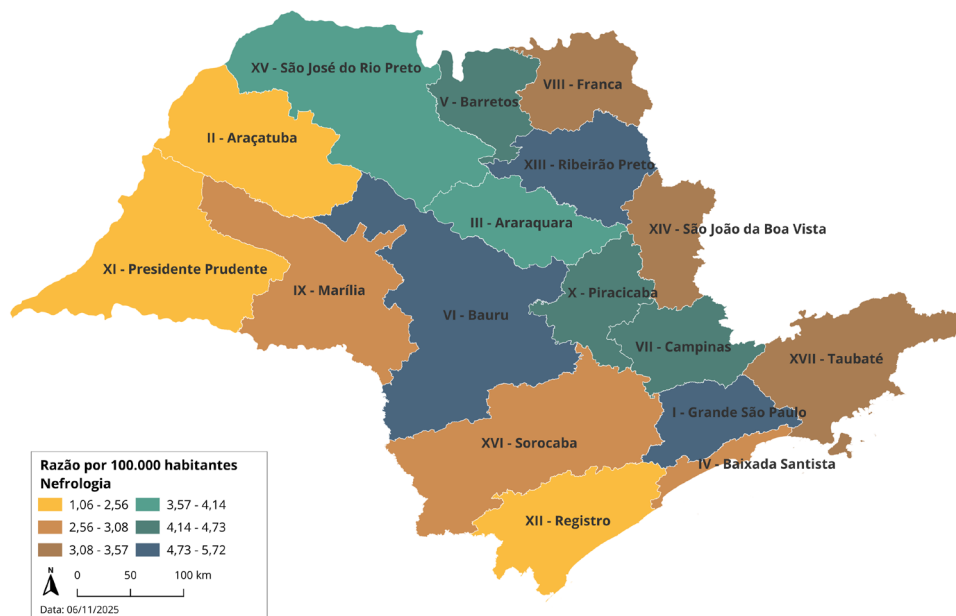 XV - São José do Rio Preto
VIII - Franca
V - Barretos
II - Araçatuba
XIII - Ribeirão Preto
III - Araraquara
XIV - São João da Boa Vista
XI - Presidente Prudente
IX - Marília
X - Piracicaba
VI - Bauru
VII - Campinas
XVII - Taubaté
I - Grande São Paulo
XVI - Sorocaba
IV - Baixada Santista
XII - Registro
Razão por 100.000 habitantes
Nefrologia
1,06 - 2,56 3,57 - 4,14
2,56 - 3,08 4,14 - 4,73
3,08 - 3,57 4,73 - 5,72
N
0 50 100 km
Data: 06/11/2025